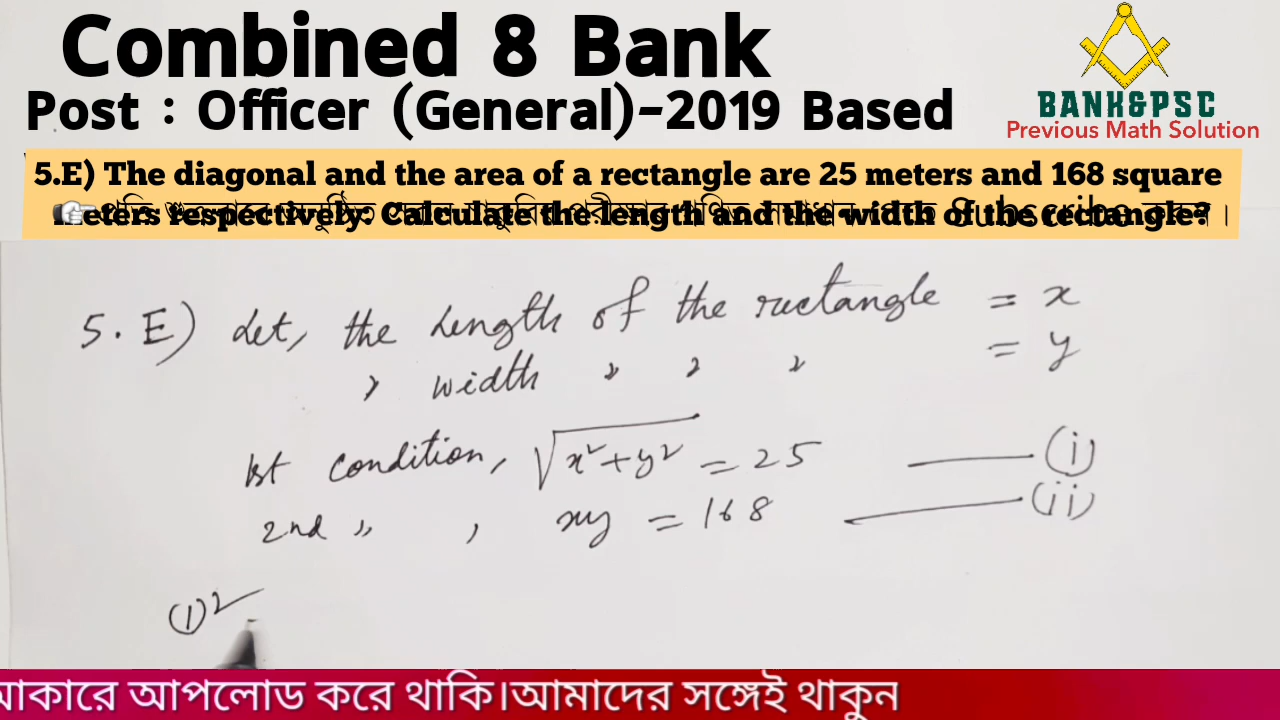 Combined 8 Bank
Post : Officer (General)-2019 Based
BANK&PSC
Previous Math Solution
5.E) The diagonal and the area of a rectangle are 25 meters and 168 square
meters respectively. Calculate the length and the width of the rectangle?
Subscribe করুন।
5. E) Let, the Length of the rectangle = x
" width " " " = y
1st condition, √x²+y² = 25 —— (i)
2nd " , xy = 168 —— (ii)
(i)²
আকারে আপলোড করে থাকি।আমাদের সঙ্গেই থাকুন